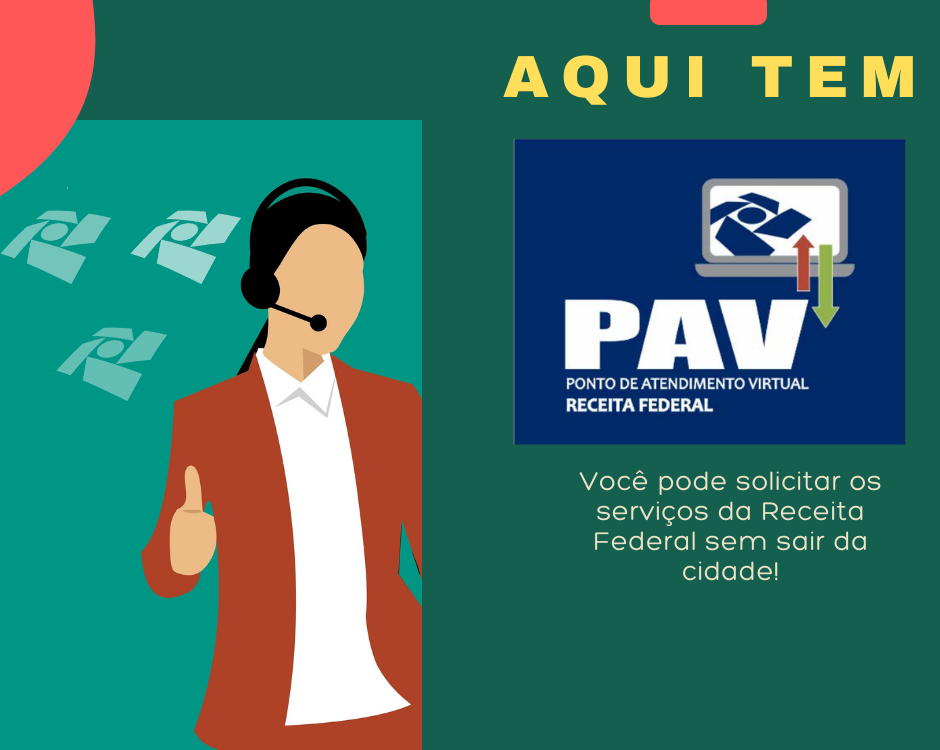 AQUI TEM
PAV
PONTO DE ATENDIMENTO VIRTUAL
RECEITA FEDERAL
Você pode solicitar os
serviços da Receita
Federal sem sair da
cidade!